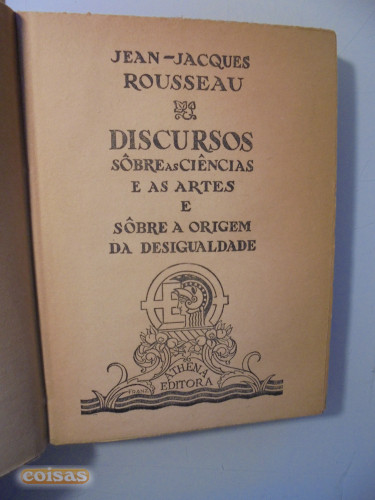 JEAN-JACQUES
ROUSSEAU
DISCURSOS
SÔBRE AS CIÊNCIAS
E AS ARTES
E
SÔBRE A ORIGEM
DA DESIGUALDADE
ATHENA
EDITORA
coisas